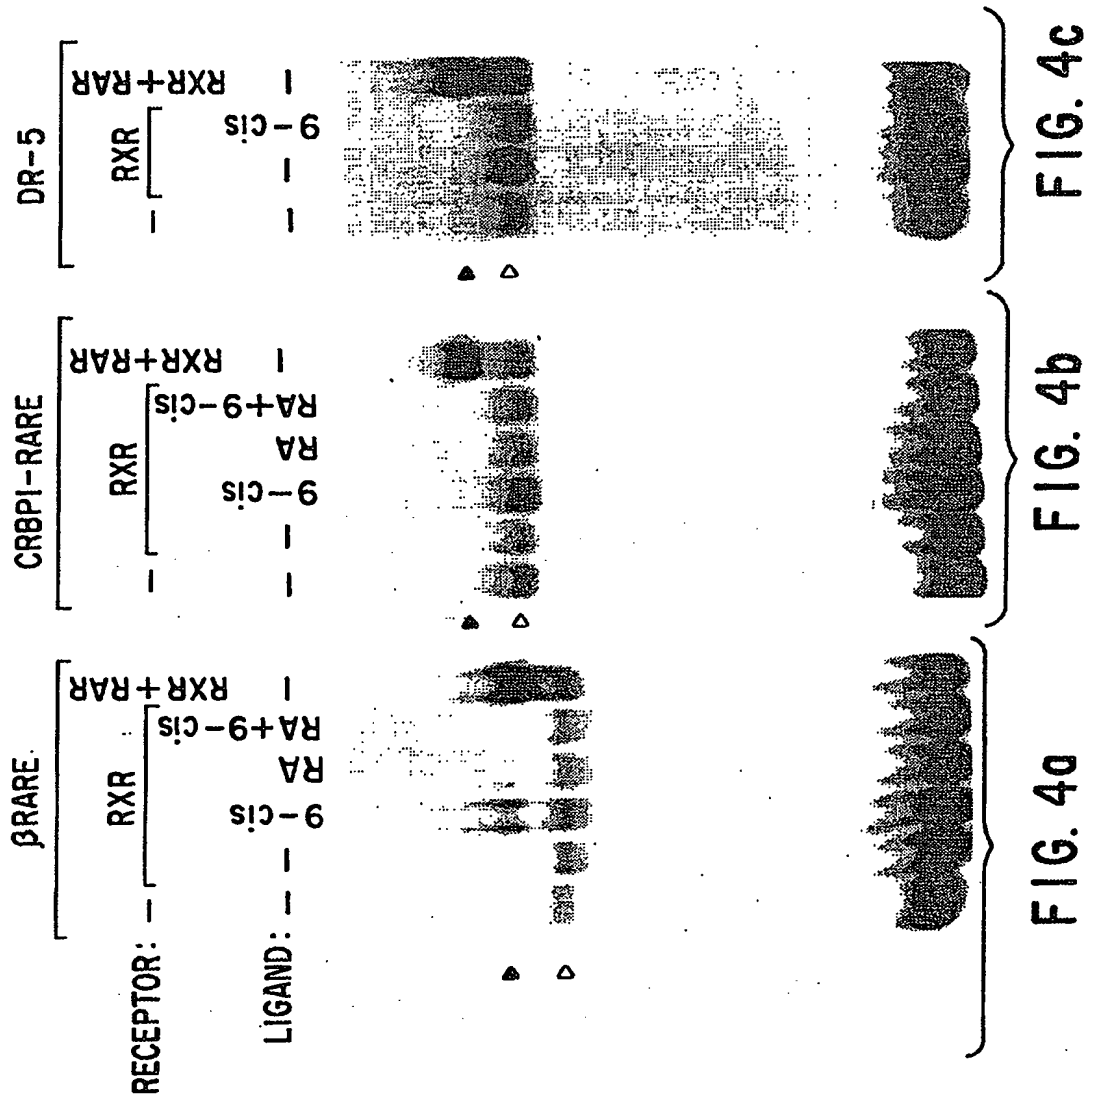 βRARE
RECEPTOR: — RXR RXR+RAR
LIGAND: — — 9-cis RA RA+9-cis —
FIG. 4a
CRBPI-RARE
— RXR RXR+RAR
— — 9-cis RA RA+9-cis —
FIG. 4b
DR-5
— RXR RXR+RAR
— — 9-cis —
FIG. 4c